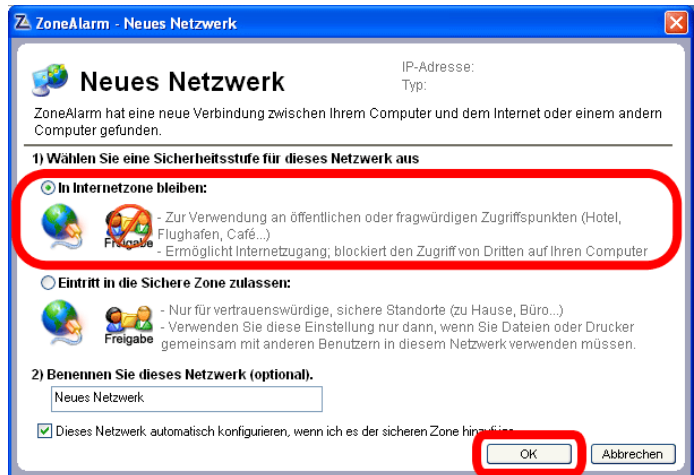 ZoneAlarm - Neues Netzwerk
Neues Netzwerk
IP-Adresse:
Typ:
ZoneAlarm hat eine neue Verbindung zwischen Ihrem Computer und dem Internet oder einem andern
Computer gefunden.
1) Wählen Sie eine Sicherheitsstufe für dieses Netzwerk aus
In Internetzone bleiben:
Freigabe
- Zur Verwendung an öffentlichen oder fragwürdigen Zugriffspunkten (Hotel,
Flughafen, Café...)
- Ermöglicht Internetzugang; blockiert den Zugriff von Dritten auf Ihren Computer
Eintritt in die Sichere Zone zulassen:
Freigabe
- Nur für vertrauenswürdige, sichere Standorte (zu Hause, Büro...)
- Verwenden Sie diese Einstellung nur dann, wenn Sie Dateien oder Drucker
gemeinsam mit anderen Benutzern in diesem Netzwerk verwenden müssen.
2) Benennen Sie dieses Netzwerk (optional).
Neues Netzwerk
Dieses Netzwerk automatisch konfigurieren, wenn ich es der sicheren Zone hinzufüge
OK
Abbrechen